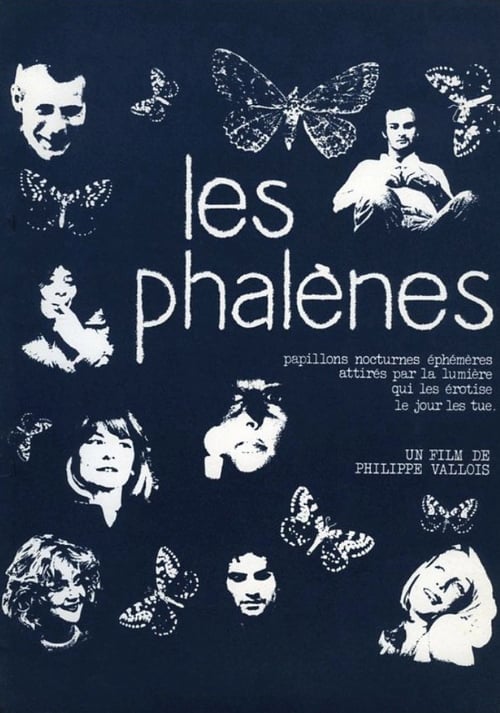 les
phalènes
papillons nocturnes éphémères
attirés par la lumière
qui les érotise
le jour les tue.
UN FILM DE
PHILIPPE VALLOIS